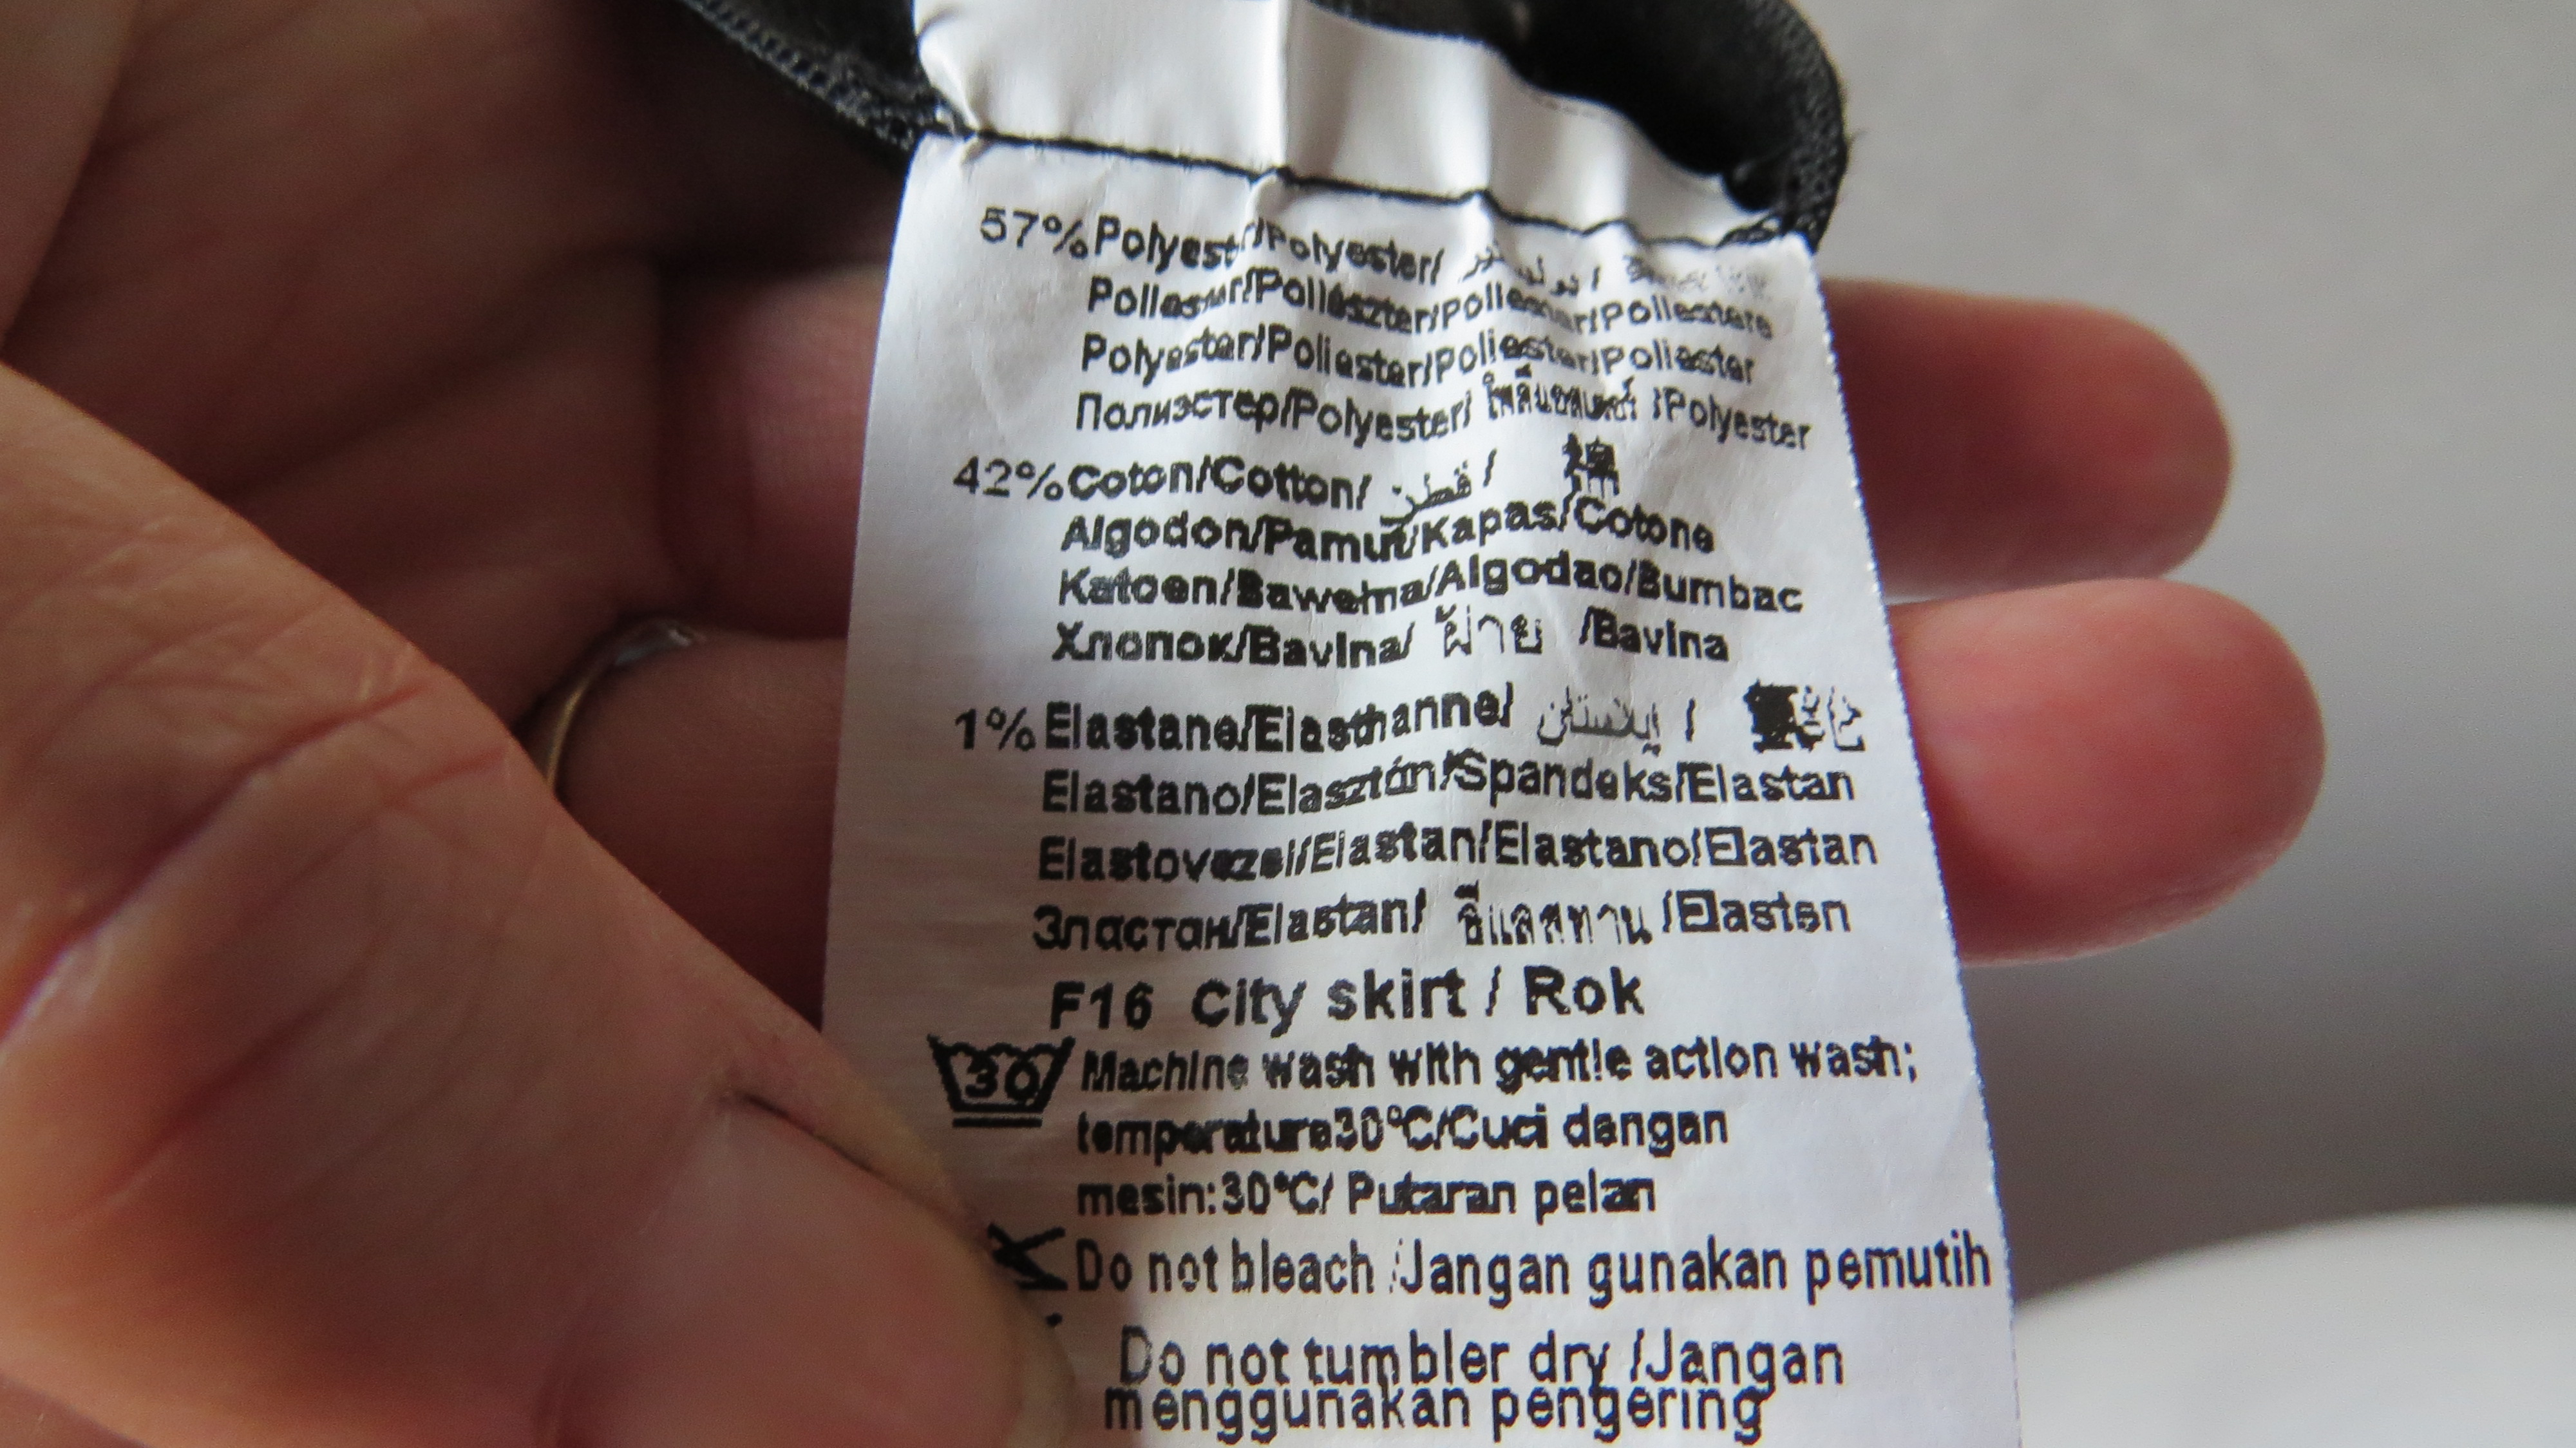 57% Polyester/Polyester/ بوليستر /
Poliester/Poliészter/Poliester/Poliestere
Polyester/Poliester/Poliester/Poliester
Полиэстер/Polyester/ โพลีเอสเตอร์ /Polyester
42% Coton/Cotton/ قطن / 棉
Algodon/Pamut/Kapas/Cotone
Katoen/Bawełna/Algodao/Bumbac
Хлопок/Bavlna/ ฝ้าย /Bavlna
1% Elastane/Elasthanne/ إيلاستان /
Elastano/Elasztán/Spandeks/Elastan
Elastovezel/Elastan/Elastano/Elastan
Эластан/Elastan/ อีแลสทาน /Elasten
F16 City skirt / Rok
30 Machine wash with gentle action wash;
temperature30°C/Cuci dengan
mesin:30°C/ Putaran pelan
Do not bleach /Jangan gunakan pemutih
Do not tumbler dry /Jangan
menggunakan pengering